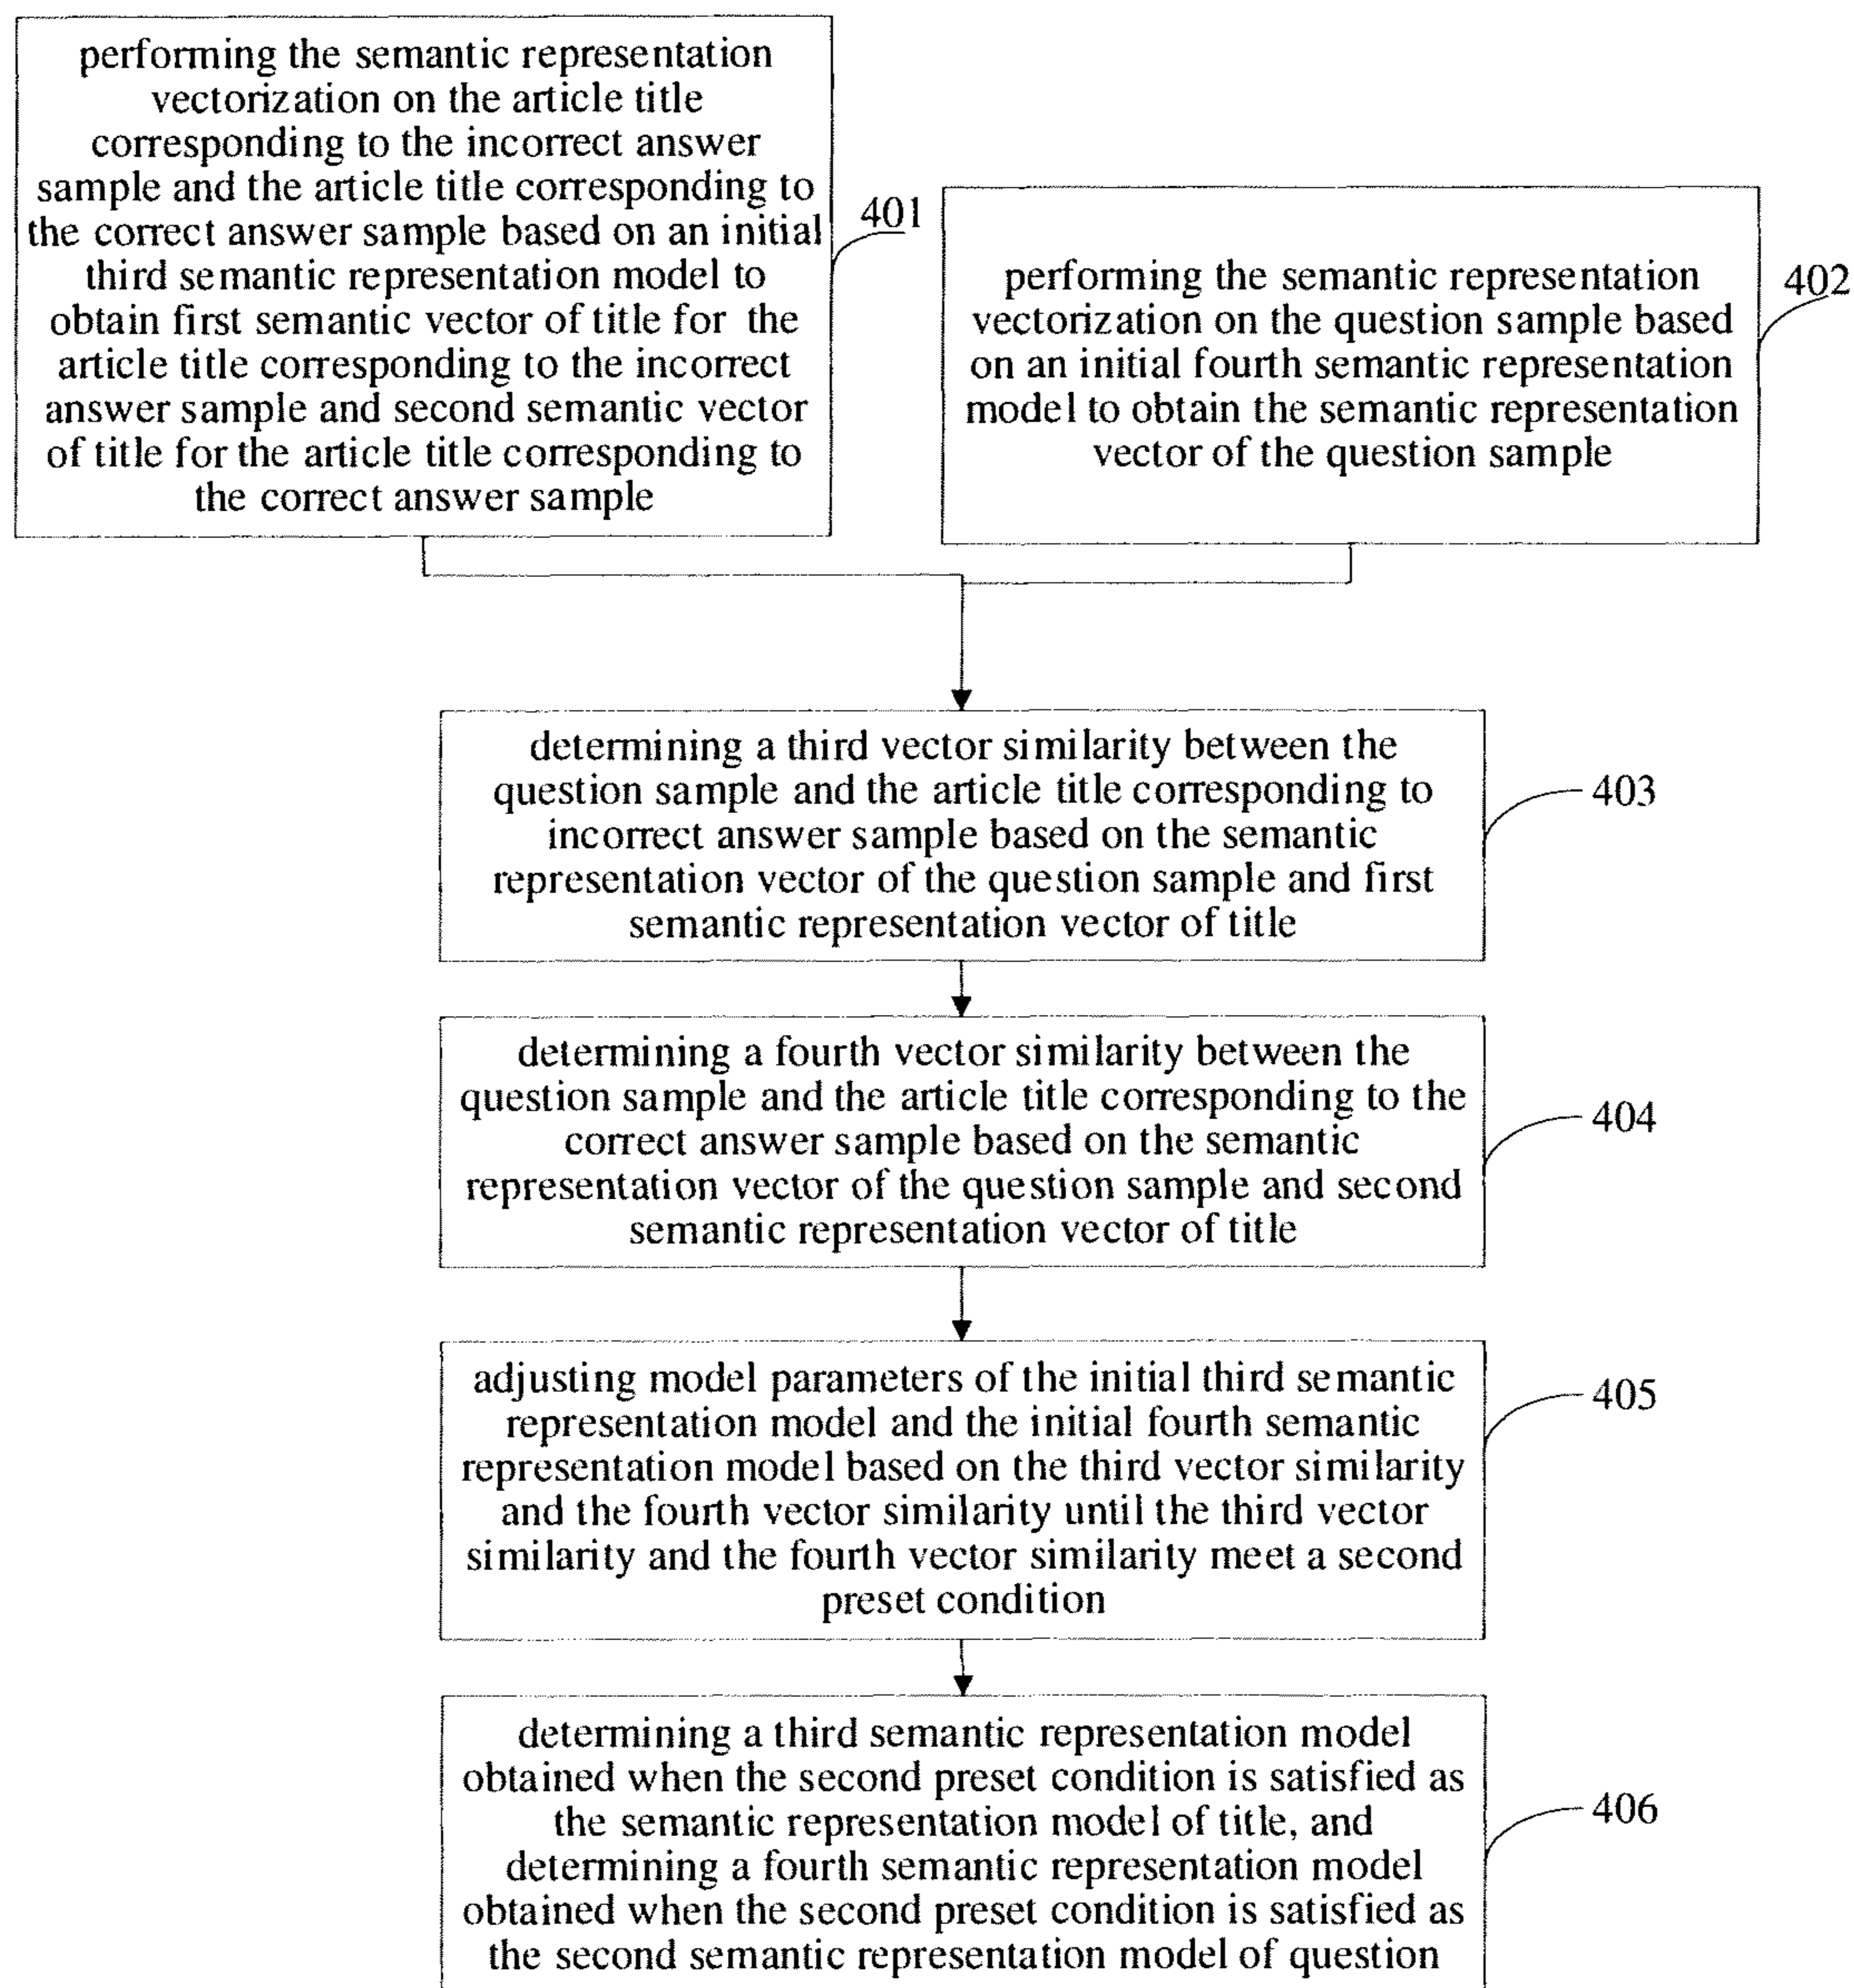 performing the semantic representation
vectorization on the article title
corresponding to the incorrect answer
sample and the article title corresponding to
the correct answer sample based on an initial
third semantic representation model to
obtain first semantic vector of title for the
article title corresponding to the incorrect
answer sample and second semantic vector
of title for the article title corresponding to
the correct answer sample
401
performing the semantic representation
vectorization on the question sample based
on an initial fourth semantic representation
model to obtain the semantic representation
vector of the question sample
402
determining a third vector similarity between the
question sample and the article title corresponding to
incorrect answer sample based on the semantic
representation vector of the question sample and first
semantic representation vector of title
403
determining a fourth vector similarity between the
question sample and the article title corresponding to the
correct answer sample based on the semantic
representation vector of the question sample and second
semantic representation vector of title
404
adjusting model parameters of the initial third semantic
representation model and the initial fourth semantic
representation model based on the third vector similarity
and the fourth vector similarity until the third vector
similarity and the fourth vector similarity meet a second
preset condition
405
determining a third semantic representation model
obtained when the second preset condition is satisfied as
the semantic representation model of title, and
determining a fourth semantic representation model
obtained when the second preset condition is satisfied as
the second semantic representation model of question
406